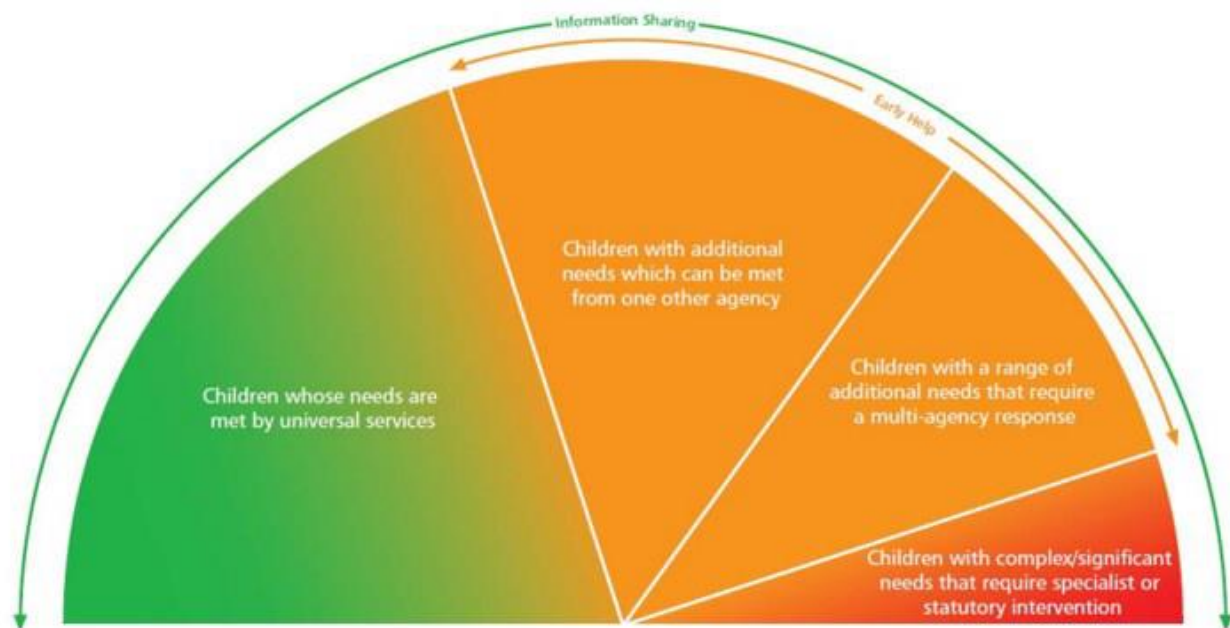 Information Sharing
Early Help
Children with additional
needs which can be met
from one other agency
Children whose needs are
met by universal services
Children with a range of
additional needs that require
a multi-agency response
Children with complex/significant
needs that require specialist or
statutory intervention